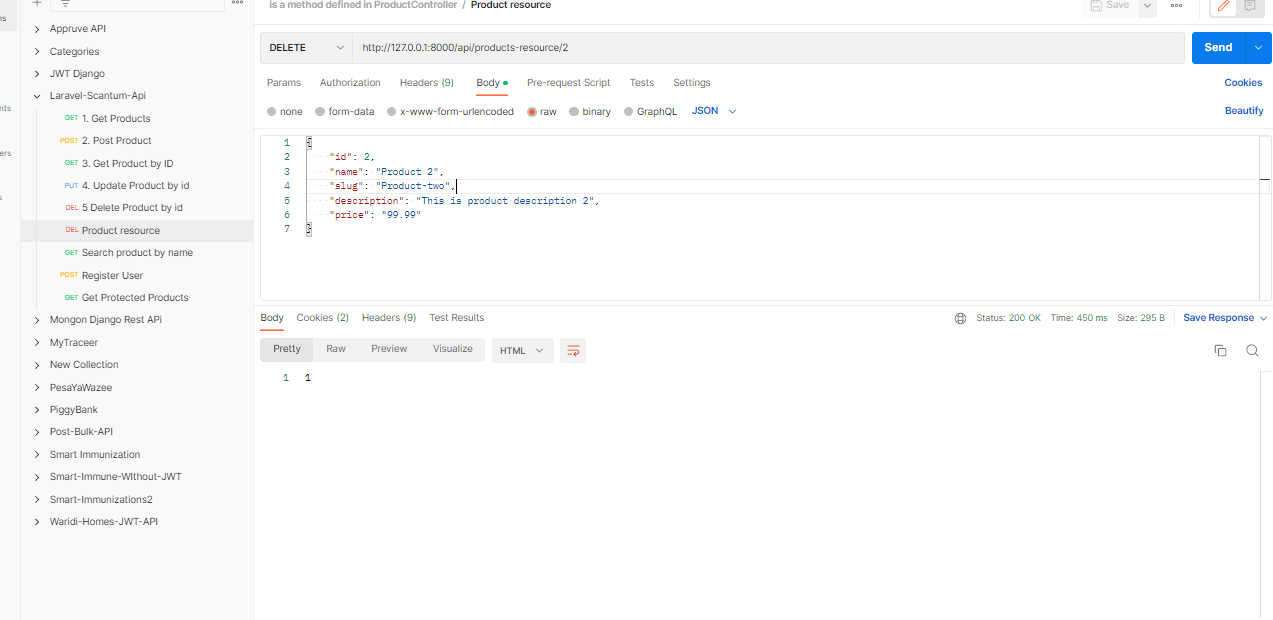 is a method defined in ProductController / Product resource
Save
DELETE
http://127.0.0.1:8000/api/products-resource/2
Send
Params Authorization Headers (9) Body Pre-request Script Tests Settings Cookies
none form-data x-www-form-urlencoded raw binary GraphQL JSON Beautify
1 {
2 "id": 2,
3 "name": "Product 2",
4 "slug": "Product-two",
5 "description": "This is product description 2",
6 "price": "99.99"
7 }
Body Cookies (2) Headers (9) Test Results Status: 200 OK Time: 450 ms Size: 295 B Save Response
Pretty Raw Preview Visualize HTML
1 1
Appruve API
Categories
JWT Django
Laravel-Scantum-Api
GET 1. Get Products
POST 2. Post Product
GET 3. Get Product by ID
PUT 4. Update Product by id
DEL 5 Delete Product by id
DEL Product resource
GET Search product by name
POST Register User
GET Get Protected Products
Mongon Django Rest APi
MyTraceer
New Collection
PesaYaWazee
PiggyBank
Post-Bulk-API
Smart Immunization
Smart-Immune-WIthout-JWT
Smart-Immunizations2
Waridi-Homes-JWT-API